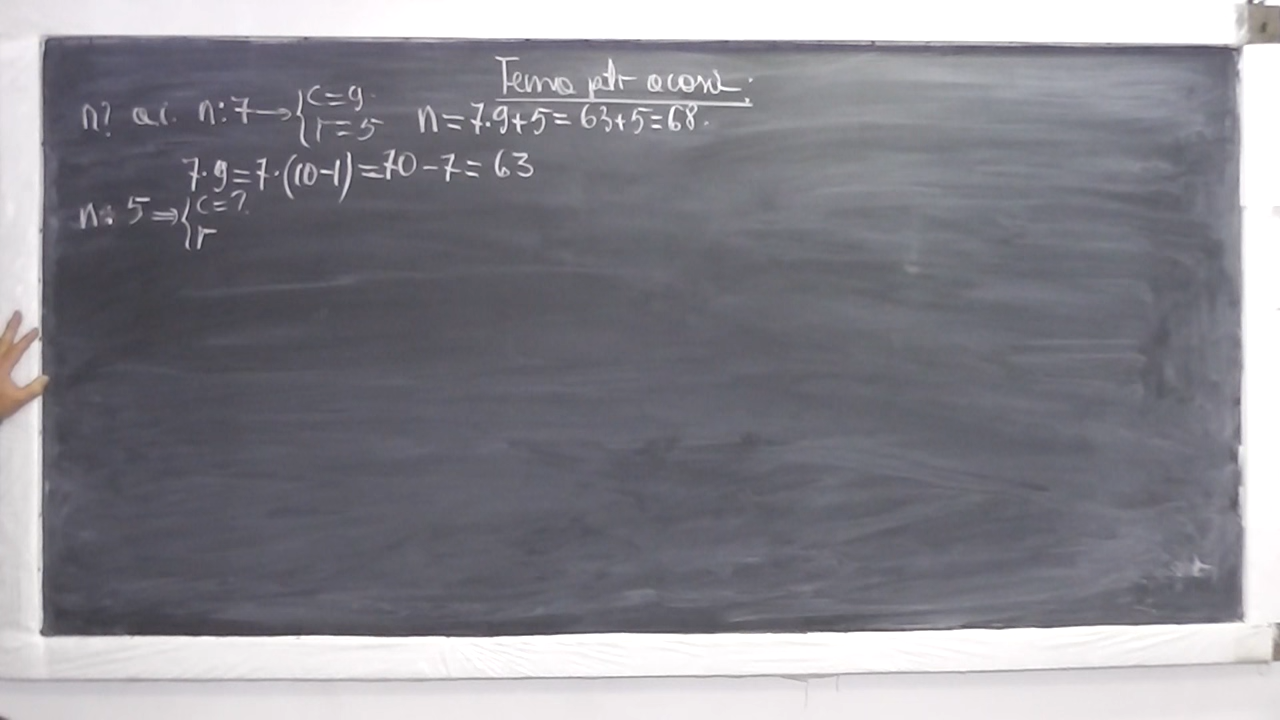 Tema ptr acasă:
n? aî. n:7→{c=9 r=5 n=7·9+5=63+5=68.
7·9=7·(10-1)=70-7=63
n:5⇒{c=? r